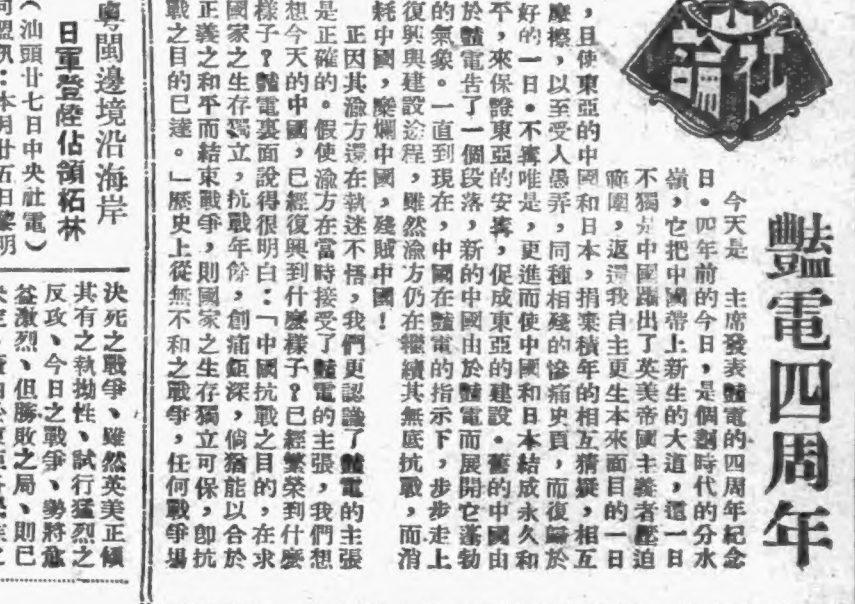 豔電四周年
社論
今天是　主席發表豔電的四周年紀念
日。四年前的今日，是個劃時代的分水
嶺，它把中國帶上新生的大道，這一日
不獨是中國踢出了英美帝國主義者壓迫
範圍，返還我自主更生本來面目的一日
，且使東亞的中國和日本，捐棄積年的相互猜疑，相互
磨擦，以至受人愚弄，同種相殘的慘痛史頁，而復歸於
好的一日。不寗唯是，更進而使中國和日本結成永久和
平，來保證東亞的安寗，促成東亞的建設。舊的中國由
於豔電告了一個段落，新的中國由於豔電而展開它蓬勃
的氣象。一直到現在，中國在豔電的指示下，步步走上
復興與建設途程，雖然渝方仍在繼續其無底抗戰，而消
耗中國，糜爛中國，殘賊中國！
正因其渝方還在執迷不悟，我們更認識了豔電的主張
是正確的。假使渝方在當時接受了豔電的主張，我們想
想今天的中國，已經復興到什麼樣子？已經繁榮到什麼
樣子？豔電裏面說得很明白：「中國抗戰之目的，在求
國家之生存獨立，抗戰年餘，創痛鉅深，倘猶能以合於
正義之和平而結束戰爭，則國家之生存獨立可保，卽抗
戰之目的已達。」歷史上從無不和之戰爭，任何戰爭場
粵閩邊境沿海岸
日軍登陸佔領柘林
（汕頭廿七日中央社電）
同盟訊：本月廿五日黎明
決死之戰爭、雖然英美正傾
其有之執拗性、試行猛烈之
反攻、今日之戰爭、勢將愈
益激烈、但勝敗之局、則已